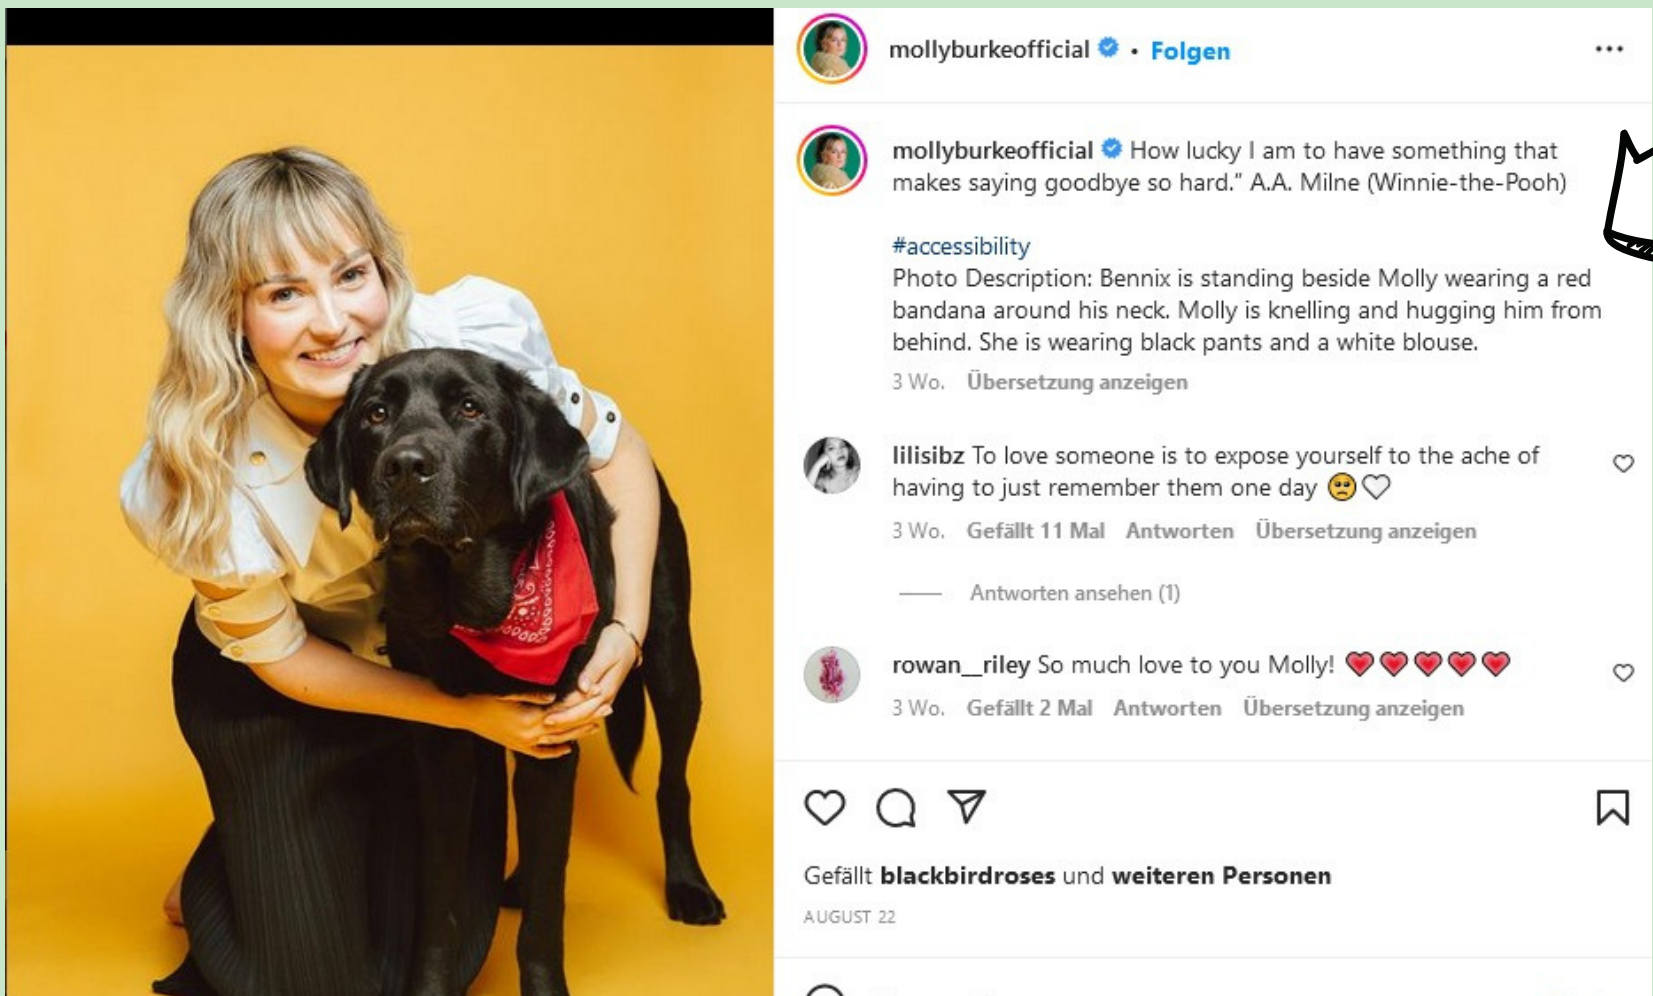 mollyburkeofficial • Folgen
mollyburkeofficial How lucky I am to have something that
makes saying goodbye so hard.” A.A. Milne (Winnie-the-Pooh)
#accessibility
Photo Description: Bennix is standing beside Molly wearing a red
bandana around his neck. Molly is knelling and hugging him from
behind. She is wearing black pants and a white blouse.
3 Wo. Übersetzung anzeigen
lilisibz To love someone is to expose yourself to the ache of
having to just remember them one day 🥺🤍
3 Wo. Gefällt 11 Mal Antworten Übersetzung anzeigen
Antworten ansehen (1)
rowan__riley So much love to you Molly! ❤️❤️❤️❤️❤️
3 Wo. Gefällt 2 Mal Antworten Übersetzung anzeigen
Gefällt blackbirdroses und weiteren Personen
AUGUST 22